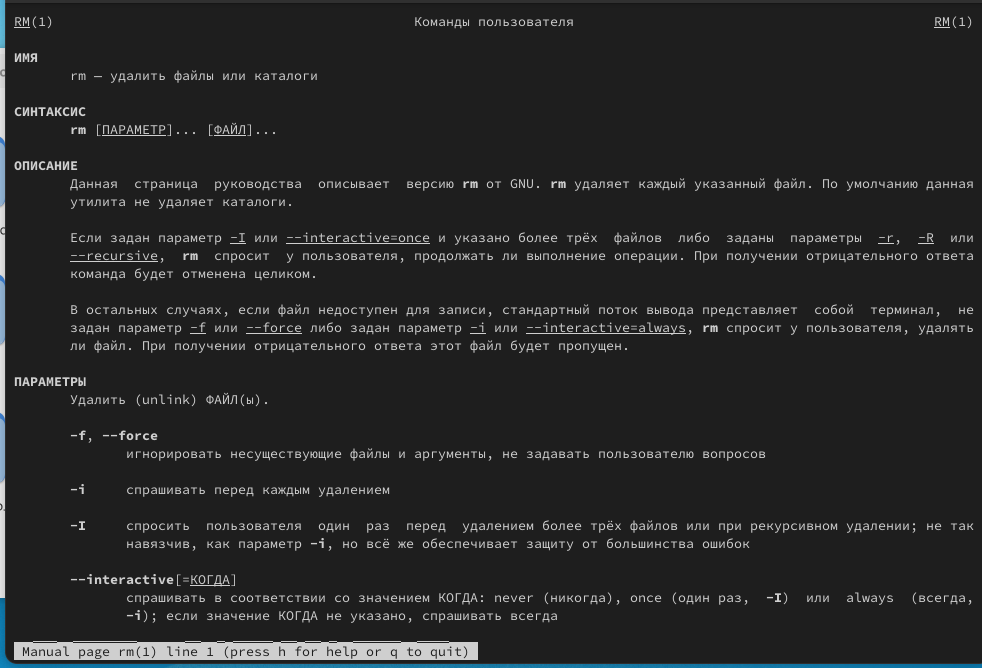 RM(1) Команды пользователя RM(1)
ИМЯ
rm — удалить файлы или каталоги
СИНТАКСИС
rm [ПАРАМЕТР]... [ФАЙЛ]...
ОПИСАНИЕ
Данная страница руководства описывает версию rm от GNU. rm удаляет каждый указанный файл. По умолчанию данная
утилита не удаляет каталоги.
Если задан параметр -I или --interactive=once и указано более трёх файлов либо заданы параметры -r, -R или
--recursive, rm спросит у пользователя, продолжать ли выполнение операции. При получении отрицательного ответа
команда будет отменена целиком.
В остальных случаях, если файл недоступен для записи, стандартный поток вывода представляет собой терминал, не
задан параметр -f или --force либо задан параметр -i или --interactive=always, rm спросит у пользователя, удалять
ли файл. При получении отрицательного ответа этот файл будет пропущен.
ПАРАМЕТРЫ
Удалить (unlink) ФАЙЛ(ы).
-f, --force
игнорировать несуществующие файлы и аргументы, не задавать пользователю вопросов
-i спрашивать перед каждым удалением
-I спросить пользователя один раз перед удалением более трёх файлов или при рекурсивном удалении; не так
навязчив, как параметр -i, но всё же обеспечивает защиту от большинства ошибок
--interactive[=КОГДА]
спрашивать в соответствии со значением КОГДА: never (никогда), once (один раз, -I) или always (всегда,
-i); если значение КОГДА не указано, спрашивать всегда
Manual page rm(1) line 1 (press h for help or q to quit)